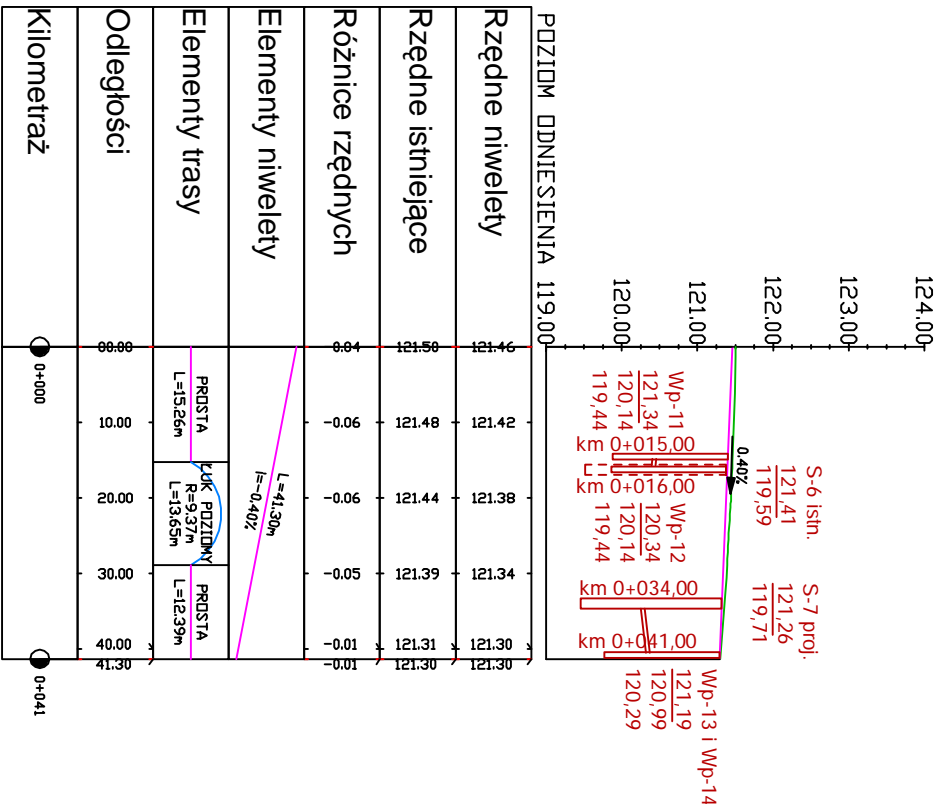 124.00
123.00
122.00
121.00
120.00
POZIOM ODNIESIENIA 119.00
0.40%
S-6 istn.
121,41
119,59
S-7 proj.
121,26
119,71
Wp-11
121,34
120,14
119,44
km 0+015,00
km 0+016,00
Wp-12
120,34
120,14
119,44
km 0+034,00
km 0+041,00
Wp-13 i Wp-14
121,19
120,99
120,29
Rzędne niwelety
121.46
121.42
121.38
121.34
121.30
121.30
Rzędne istniejące
121.50
121.48
121.44
121.39
121.31
121.30
Różnice rzędnych
-0.04
-0.06
-0.06
-0.05
-0.01
-0.01
Elementy niwelety
L=41.30m
i=-0.40%
Elementy trasy
PROSTA
L=15.26m
ŁUK POZIOMY
R=9.37m
L=13.65m
PROSTA
L=12.39m
Odległości
00.00
10.00
20.00
30.00
40.00
41.30
Kilometraż
0+000
0+041